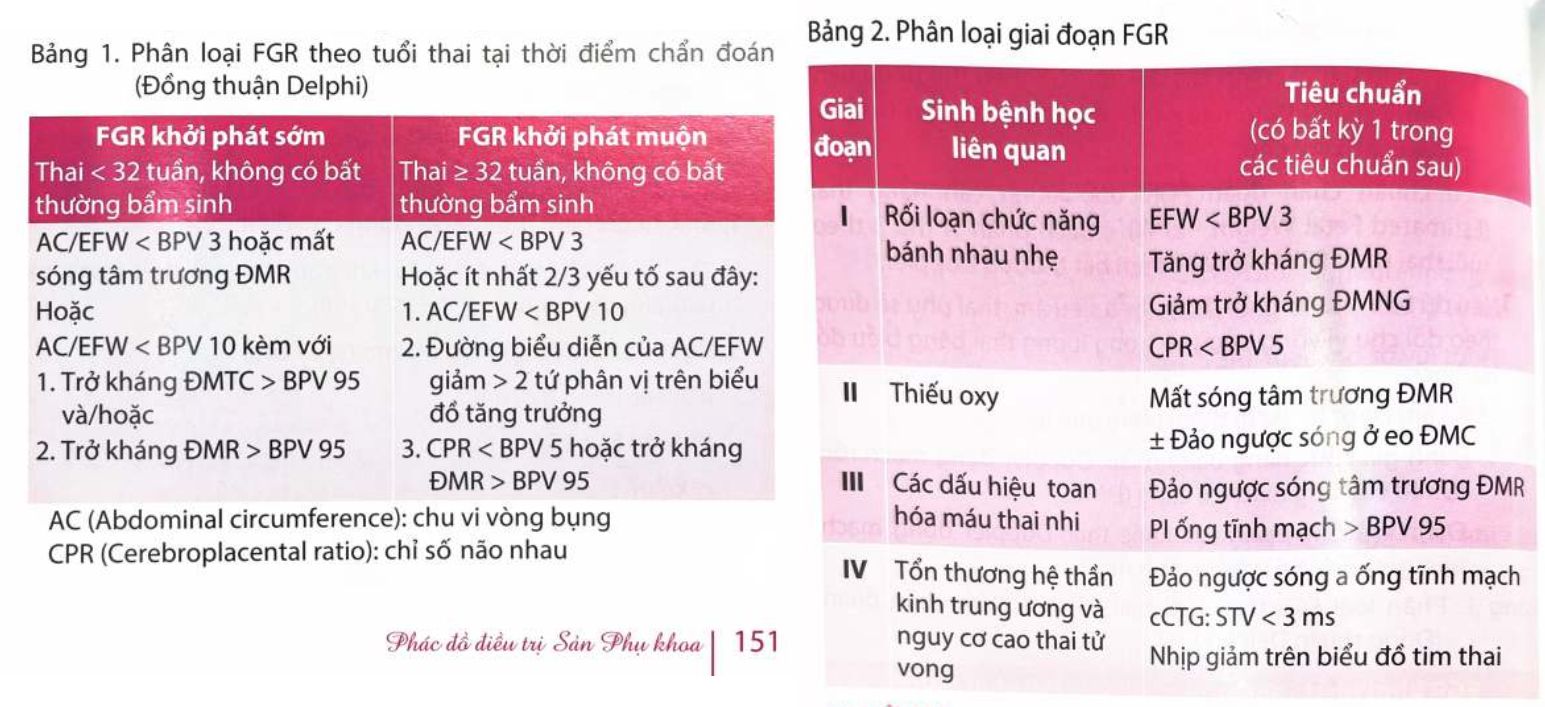 Bảng 1. Phân loại FGR theo tuổi thai tại thời điểm chẩn đoán
(Đồng thuận Delphi)
FGR khởi phát sớm
Thai < 32 tuần, không có bất
thường bẩm sinh
FGR khởi phát muộn
Thai ≥ 32 tuần, không có bất
thường bẩm sinh
AC/EFW < BPV 3 hoặc mất
sóng tâm trương ĐMR
Hoặc
AC/EFW < BPV 10 kèm với
1. Trở kháng ĐMTC > BPV 95
và/hoặc
2. Trở kháng ĐMR > BPV 95
AC/EFW < BPV 3
Hoặc ít nhất 2/3 yếu tố sau đây:
1. AC/EFW < BPV 10
2. Đường biểu diễn của AC/EFW
giảm > 2 tứ phân vị trên biểu
đồ tăng trưởng
3. CPR < BPV 5 hoặc trở kháng
ĐMR > BPV 95
AC (Abdominal circumference): chu vi vòng bụng
CPR (Cerebroplacental ratio): chỉ số não nhau
Phác đồ điều trị Sản Phụ khoa | 151
Bảng 2. Phân loại giai đoạn FGR
Giai
đoạn
Sinh bệnh học
liên quan
Tiêu chuẩn
(có bất kỳ 1 trong
các tiêu chuẩn sau)
I
Rối loạn chức năng
bánh nhau nhẹ
EFW < BPV 3
Tăng trở kháng ĐMR
Giảm trở kháng ĐMNG
CPR < BPV 5
II
Thiếu oxy
Mất sóng tâm trương ĐMR
± Đảo ngược sóng ở eo ĐMC
III
Các dấu hiệu toan
hóa máu thai nhi
Đảo ngược sóng tâm trương ĐMR
PI ống tĩnh mạch > BPV 95
IV
Tổn thương hệ thần
kinh trung ương và
nguy cơ cao thai tử
vong
Đảo ngược sóng a ống tĩnh mạch
cCTG: STV < 3 ms
Nhịp giảm trên biểu đồ tim thai